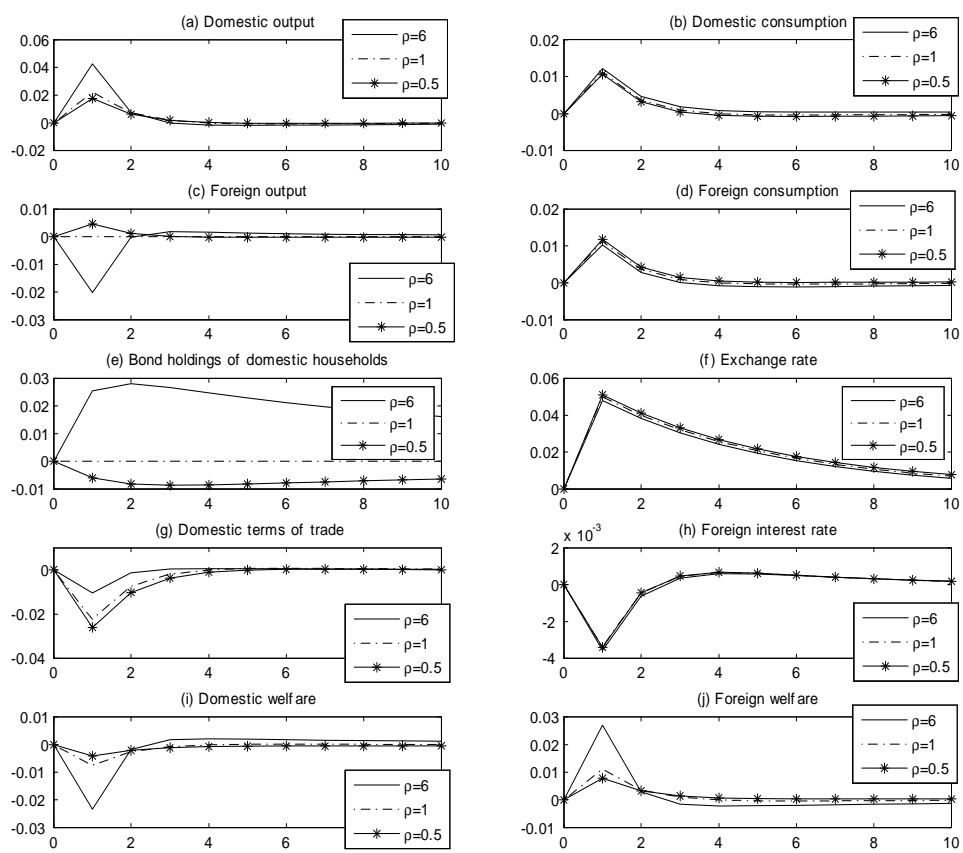 (a) Domestic output
0.06
0.04
0.02
0
-0.02
0 2 4 6 8 10
ρ=6
ρ=1
ρ=0.5
(b) Domestic consumption
0.02
0.01
0
-0.01
0 2 4 6 8 10
ρ=6
ρ=1
ρ=0.5
(c) Foreign output
0.01
0
-0.01
-0.02
-0.03
0 2 4 6 8 10
ρ=6
ρ=1
ρ=0.5
(d) Foreign consumption
0.02
0.01
0
-0.01
0 2 4 6 8 10
ρ=6
ρ=1
ρ=0.5
(e) Bond holdings of domestic households
0.03
0.02
0.01
0
-0.01
0 2 4 6 8 10
ρ=6
ρ=1
ρ=0.5
(f) Exchange rate
0.06
0.04
0.02
0
0 2 4 6 8 10
ρ=6
ρ=1
ρ=0.5
(g) Domestic terms of trade
0
-0.02
-0.04
0 2 4 6 8 10
ρ=6
ρ=1
ρ=0.5
(h) Foreign interest rate
x 10-3
2
0
-2
-4
0 2 4 6 8 10
ρ=6
ρ=1
ρ=0.5
(i) Domestic welfare
0.01
0
-0.01
-0.02
-0.03
0 2 4 6 8 10
ρ=6
ρ=1
ρ=0.5
(j) Foreign welfare
0.03
0.02
0.01
0
-0.01
0 2 4 6 8 10
ρ=6
ρ=1
ρ=0.5